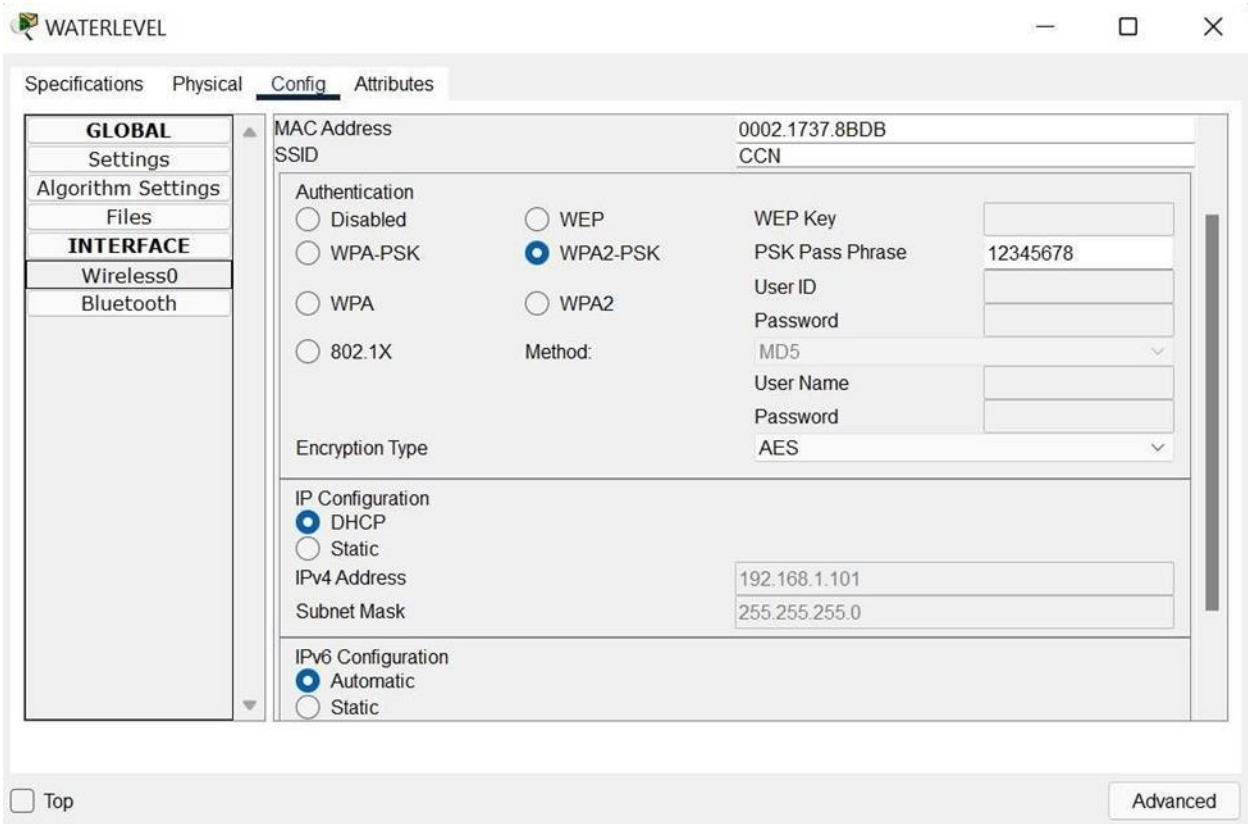 WATERLEVEL
Specifications Physical Config Attributes
GLOBAL
Settings
Algorithm Settings
Files
INTERFACE
Wireless0
Bluetooth
MAC Address 0002.1737.8BDB
SSID CCN
Authentication
Disabled WEP WEP Key
WPA-PSK WPA2-PSK PSK Pass Phrase 12345678
User ID
WPA WPA2
Password
802.1X Method: MD5
User Name
Password
Encryption Type AES
IP Configuration
DHCP
Static
IPv4 Address 192.168.1.101
Subnet Mask 255.255.255.0
IPv6 Configuration
Automatic
Static
Top Advanced